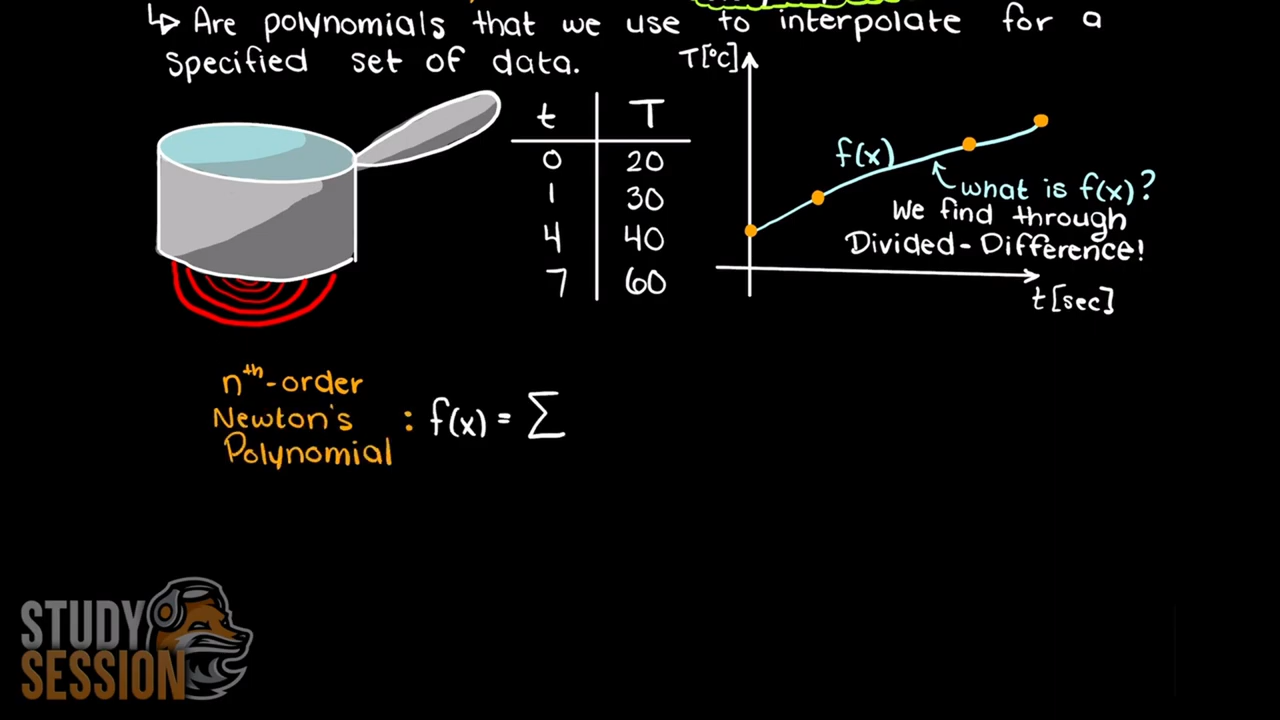 ↳ Are polynomials that we use to interpolate for a
specified set of data.
T[°C]
t T
0 20
1 30
4 40
7 60
f(x)
what is f(x)?
We find through
Divided-Difference!
t[sec]
nth-order
Newton's
Polynomial
: f(x) = Σ
STUDY
SESSION